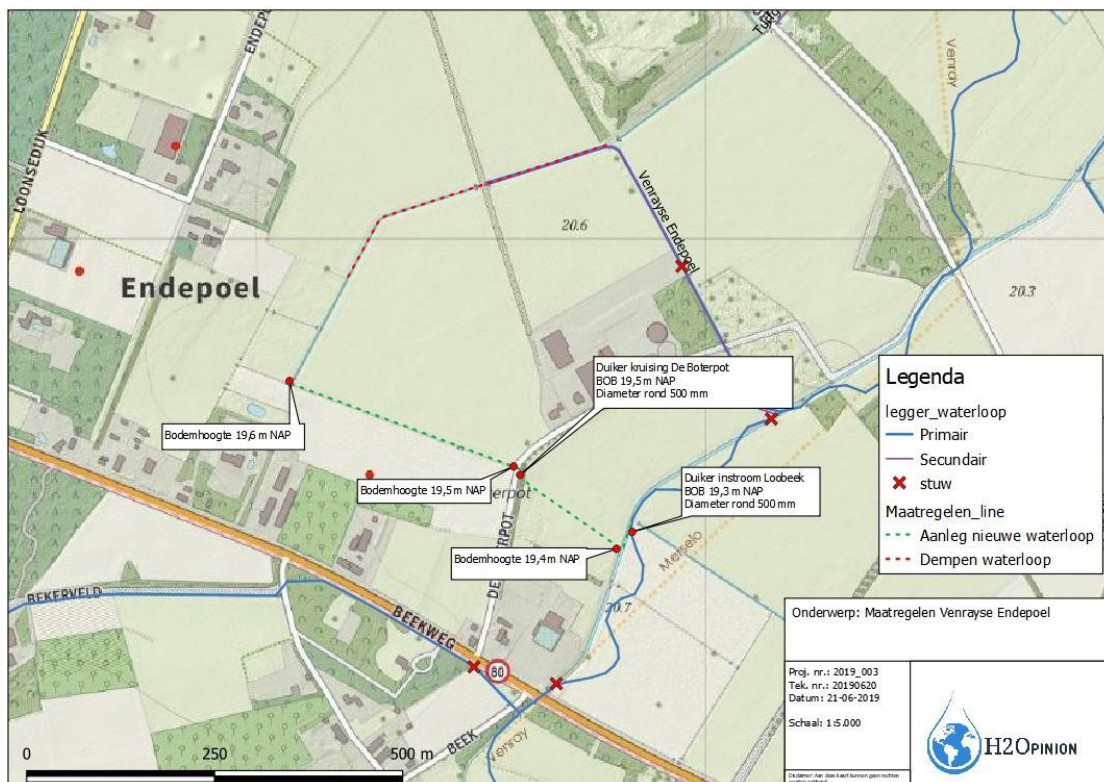 ENDEPOEL
LOONSEDIJK
Endepoel
Venray
20.6
Venrayse Endepoel
20.3
Duiker kruising De Boterpot
BOB 19,5 m NAP
Diameter rond 500 mm
Bodemhoogte 19,6 m NAP
Bodemhoogte 19,5 m NAP
Duiker instroom Loobeek
BOB 19,3 m NAP
Diameter rond 500 mm
Bodemhoogte 19,4 m NAP
Merselo
20.7
BEKERVELD
BEEKWEG
80
BEEK
Venray
Legenda
legger_waterloop
Primair
Secundair
stuw
Maatregelen_line
Aanleg nieuwe waterloop
Dempen waterloop
Onderwerp: Maatregelen Venrayse Endepoel
Proj. nr.: 2019_003
Tek. nr.: 20190620
Datum: 21-06-2019
Schaal: 1:5.000
H2OPINION
0 250 500 m